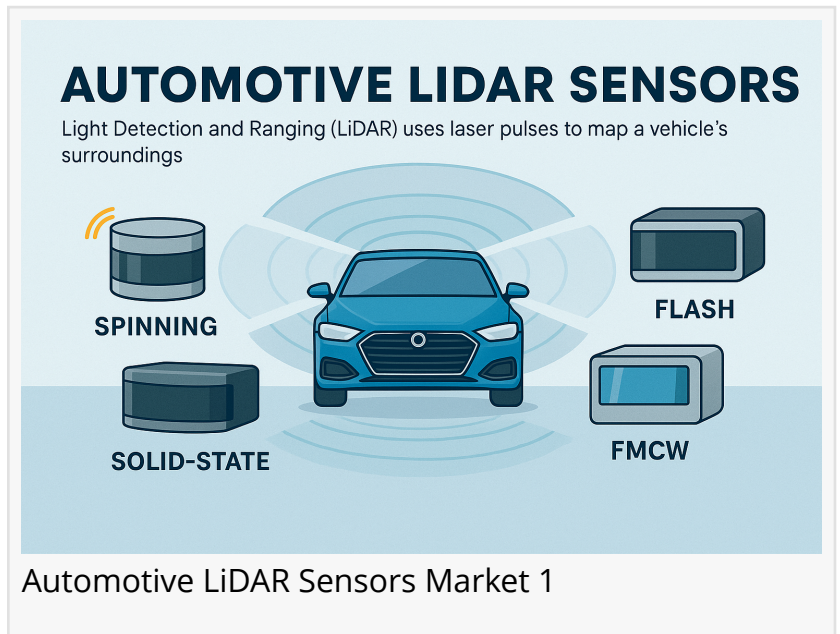 AUTOMOTIVE LIDAR SENSORS
Light Detection and Ranging (LiDAR) uses laser pulses to map a vehicle's
surroundings
SPINNING
FLASH
SOLID-STATE
FMCW
Automotive LiDAR Sensors Market 1